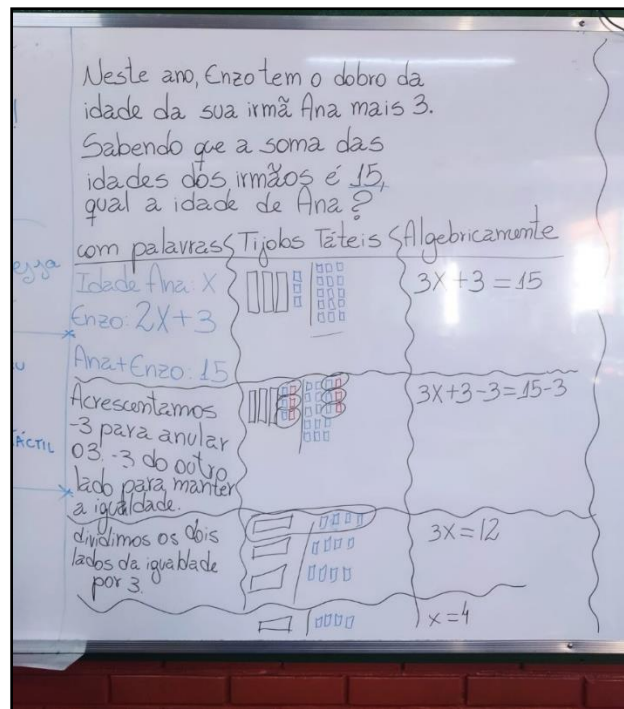 Neste ano, Enzo tem o dobro da
idade da sua irmã Ana mais 3.
Sabendo que a soma das
idades dos irmãos é 15,
qual a idade de Ana?
com palavras Tijolos Táteis Algebricamente
Idade Ana: X
Enzo: 2X+3
Ana+Enzo: 15
3X+3=15
Acrescentamos
-3 para anular
o 3. -3 do outro
lado para manter
a igualdade.
3X+3-3=15-3
dividimos os dois
lados da igualdade
por 3.
3X=12
x=4
ÁCTIL